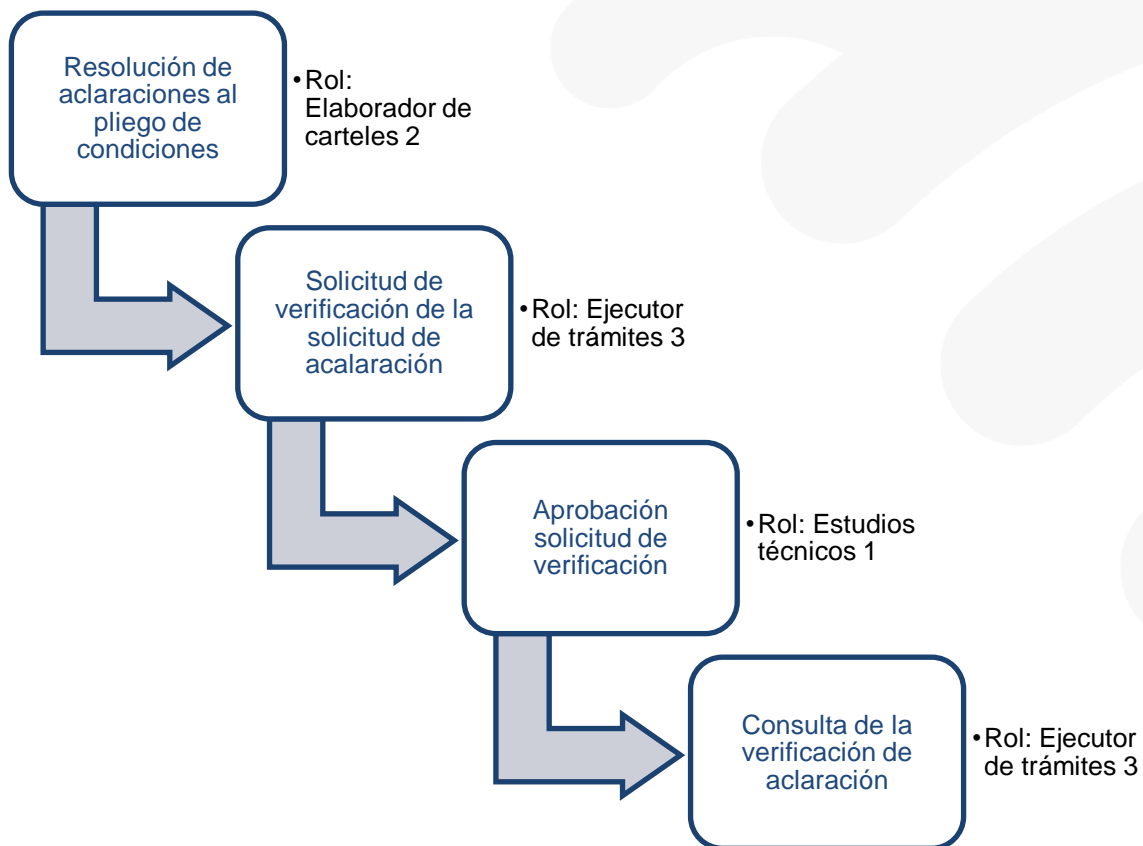 Resolución de
aclaraciones al
pliego de
condiciones
•Rol:
Elaborador de
carteles 2
Solicitud de
verificación de la
solicitud de
acalaración
•Rol: Ejecutor
de trámites 3
Aprobación
solicitud de
verificación
•Rol: Estudios
técnicos 1
Consulta de la
verificación de
aclaración
•Rol: Ejecutor
de trámites 3